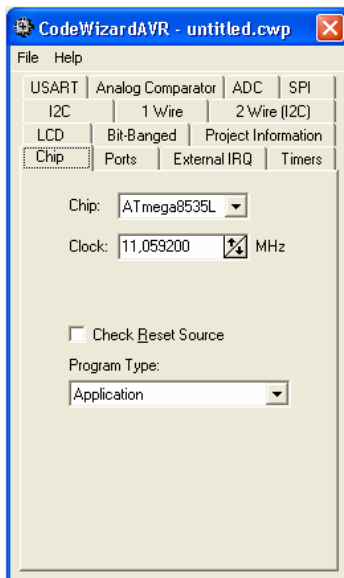 CodeWizardAVR - untitled.cwp
File Help
USART Analog Comparator ADC SPI
I2C 1 Wire 2 Wire (I2C)
LCD Bit-Banged Project Information
Chip Ports External IRQ Timers
Chip: ATmega8535L
Clock: 11,059200 MHz
Check Reset Source
Program Type:
Application